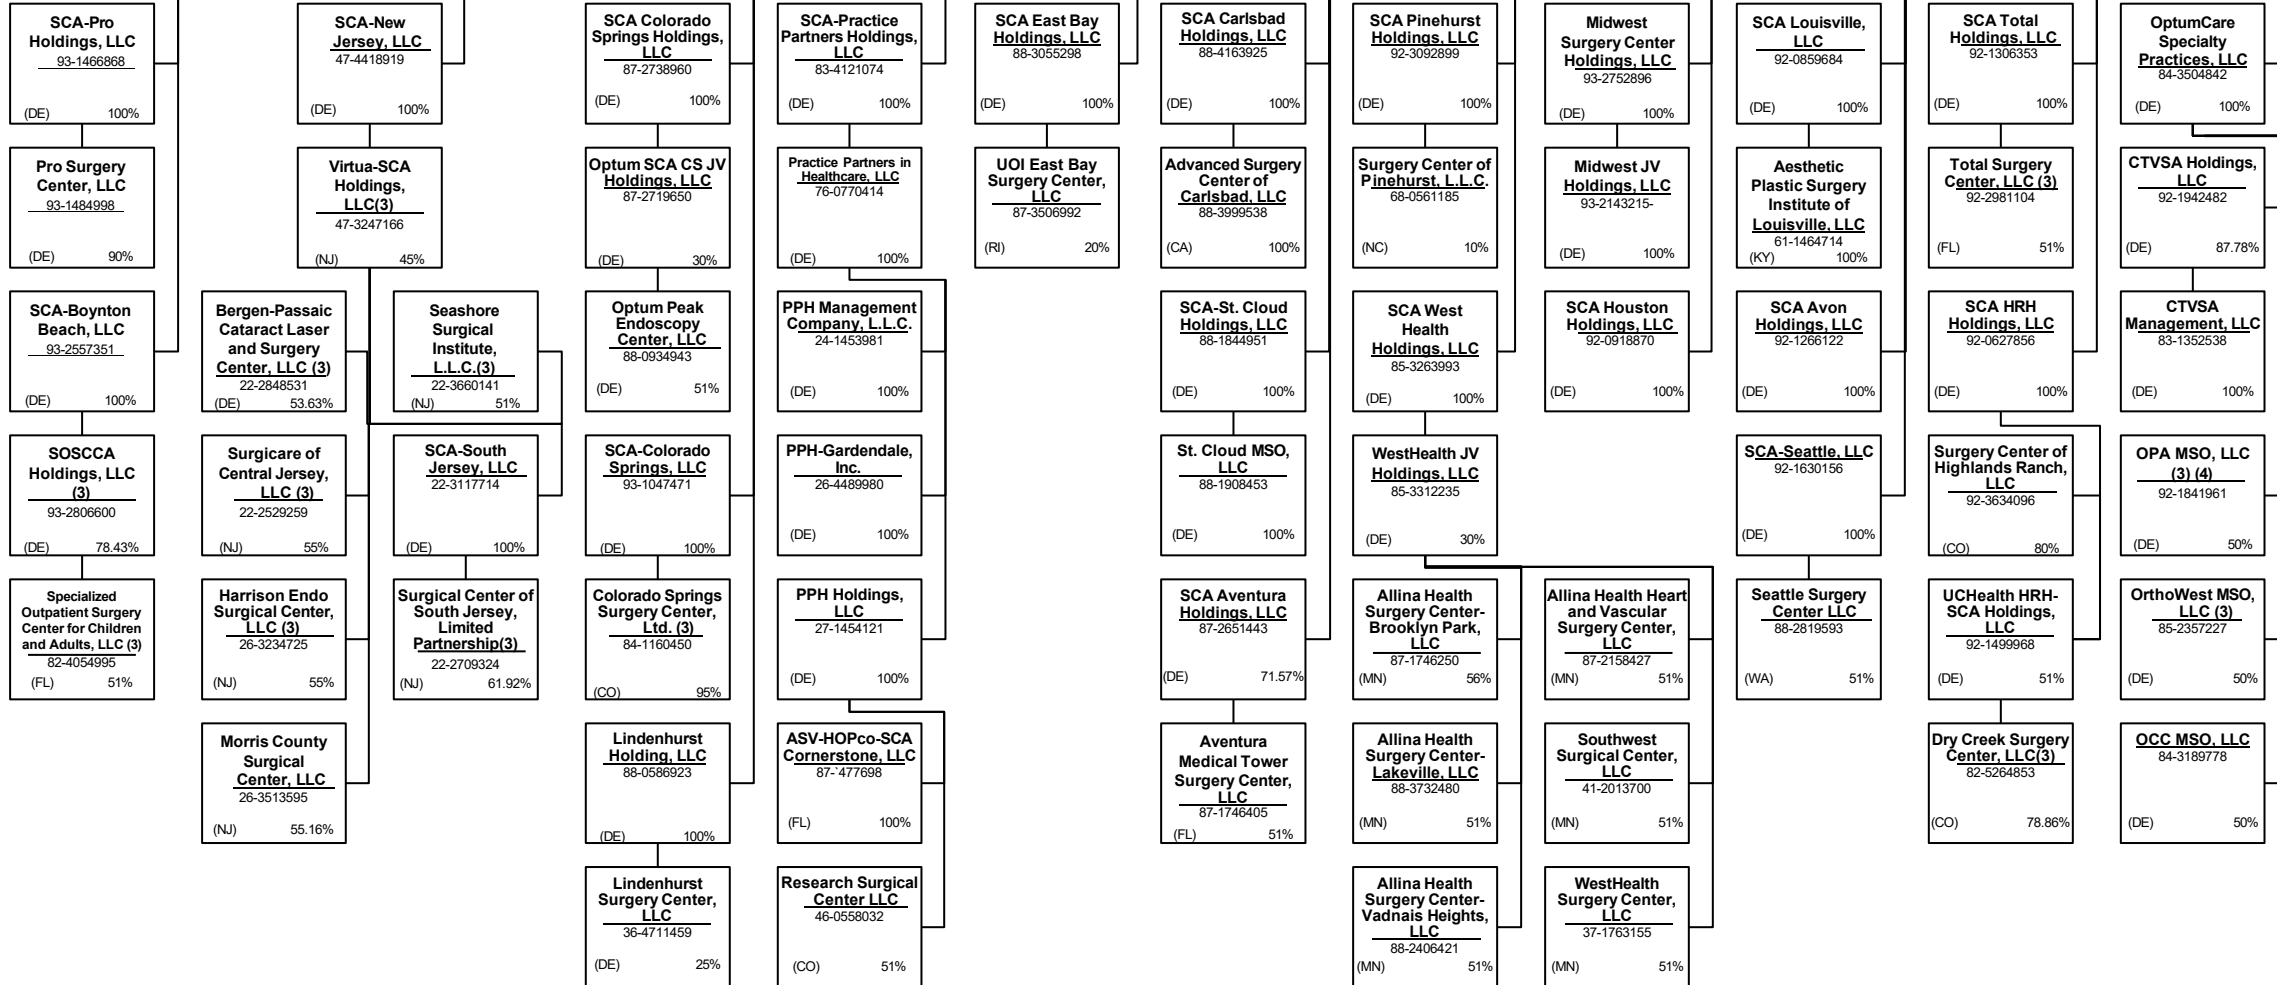 SCA-Pro
Holdings, LLC
93-1466868
(DE) 100%
SCA-New
Jersey, LLC
47-4418919
(DE) 100%
SCA Colorado
Springs Holdings,
LLC
87-2738960
(DE) 100%
SCA-Practice
Partners Holdings,
LLC
83-4121074
(DE) 100%
SCA East Bay
Holdings, LLC
88-3055298
(DE) 100%
SCA Carlsbad
Holdings, LLC
88-4163925
(DE) 100%
SCA Pinehurst
Holdings, LLC
92-3092899
(DE) 100%
Midwest
Surgery Center
Holdings, LLC
93-2752896
(DE) 100%
SCA Louisville,
LLC
92-0859684
(DE) 100%
SCA Total
Holdings, LLC
92-1306353
(DE) 100%
OptumCare
Specialty
Practices, LLC
84-3504842
(DE) 100%
Pro Surgery
Center, LLC
93-1484998
(DE) 90%
Virtua-SCA
Holdings,
LLC(3)
47-3247166
(NJ) 45%
Optum SCA CS JV
Holdings, LLC
87-2719650
(DE) 30%
Practice Partners in
Healthcare, LLC
76-0770414
(DE) 100%
UOI East Bay
Surgery Center,
LLC
87-3506992
(RI) 20%
Advanced Surgery
Center of
Carlsbad, LLC
88-3999538
(CA) 100%
Surgery Center of
Pinehurst, L.L.C.
68-0561185
(NC) 10%
Midwest JV
Holdings, LLC
93-2143215-
(DE) 100%
Aesthetic
Plastic Surgery
Institute of
Louisville, LLC
61-1464714
(KY) 100%
Total Surgery
Center, LLC (3)
92-2981104
(FL) 51%
CTVSA Holdings,
LLC
92-1942482
(DE) 87.78%
SCA-Boynton
Beach, LLC
93-2557351
(DE) 100%
Bergen-Passaic
Cataract Laser
and Surgery
Center, LLC (3)
22-2848531
(DE) 53.63%
Seashore
Surgical
Institute,
L.L.C.(3)
22-3660141
(NJ) 51%
Optum Peak
Endoscopy
Center, LLC
88-0934943
(DE) 51%
PPH Management
Company, L.L.C.
24-1453981
(DE) 100%
SCA-St. Cloud
Holdings, LLC
88-1844951
(DE) 100%
SCA West
Health
Holdings, LLC
85-3263993
(DE) 100%
SCA Houston
Holdings, LLC
92-0918870
(DE) 100%
SCA Avon
Holdings, LLC
92-1266122
(DE) 100%
SCA HRH
Holdings, LLC
92-0627856
(DE) 100%
CTVSA
Management, LLC
83-1352538
(DE) 100%
SOSCCA
Holdings, LLC
(3)
93-2806600
(DE) 78.43%
Surgicare of
Central Jersey,
LLC (3)
22-2529259
(NJ) 55%
SCA-South
Jersey, LLC
22-3117714
(DE) 100%
SCA-Colorado
Springs, LLC
93-1047471
(DE) 100%
PPH-Gardendale,
Inc.
26-4489980
(DE) 100%
St. Cloud MSO,
LLC
88-1908453
(DE) 100%
WestHealth JV
Holdings, LLC
85-3312235
(DE) 30%
SCA-Seattle, LLC
92-1630156
(DE) 100%
Surgery Center of
Highlands Ranch,
LLC
92-3634096
(CO) 80%
OPA MSO, LLC
(3) (4)
92-1841961
(DE) 50%
Specialized
Outpatient Surgery
Center for Children
and Adults, LLC (3)
82-4054995
(FL) 51%
Harrison Endo
Surgical Center,
LLC (3)
26-3234725
(NJ) 55%
Surgical Center of
South Jersey,
Limited
Partnership(3)
22-2709324
(NJ) 61.92%
Colorado Springs
Surgery Center,
Ltd. (3)
84-1160450
(CO) 95%
PPH Holdings,
LLC
27-1454121
(DE) 100%
SCA Aventura
Holdings, LLC
87-2651443
(DE) 71.57%
Allina Health
Surgery Center-
Brooklyn Park,
LLC
87-1746250
(MN) 56%
Allina Health Heart
and Vascular
Surgery Center,
LLC
87-2158427
(MN) 51%
Seattle Surgery
Center LLC
88-2819593
(WA) 51%
UCHealth HRH-
SCA Holdings,
LLC
92-1499968
(DE) 51%
OrthoWest MSO,
LLC (3)
85-2357227
(DE) 50%
Morris County
Surgical
Center, LLC
26-3513595
(NJ) 55.16%
Lindenhurst
Holding, LLC
88-0586923
(DE) 100%
ASV-HOPco-SCA
Cornerstone, LLC
87-`477698
(FL) 100%
Aventura
Medical Tower
Surgery Center,
LLC
87-1746405
(FL) 51%
Allina Health
Surgery Center-
Lakeville, LLC
88-3732480
(MN) 51%
Southwest
Surgical Center,
LLC
41-2013700
(MN) 51%
Dry Creek Surgery
Center, LLC(3)
82-5264853
(CO) 78.86%
OCC MSO, LLC
84-3189778
(DE) 50%
Lindenhurst
Surgery Center,
LLC
36-4711459
(DE) 25%
Research Surgical
Center LLC
46-0558032
(CO) 51%
Allina Health
Surgery Center-
Vadnais Heights,
LLC
88-2406421
(MN) 51%
WestHealth
Surgery Center,
LLC
37-1763155
(MN) 51%